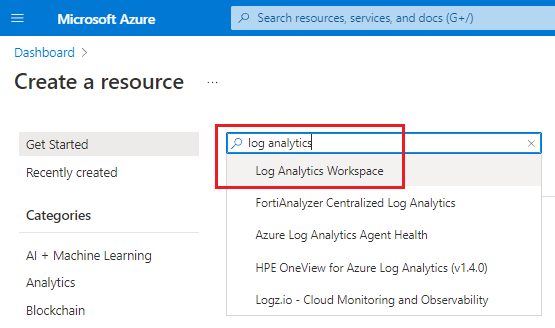 Microsoft Azure
Search resources, services, and docs (G+/)
Dashboard >
Create a resource ...
Get Started
Recently created
Categories
AI + Machine Learning
Analytics
Blockchain
log analytics
Log Analytics Workspace
FortiAnalyzer Centralized Log Analytics
Azure Log Analytics Agent Health
HPE OneView for Azure Log Analytics (v1.4.0)
Logz.io - Cloud Monitoring and Observability